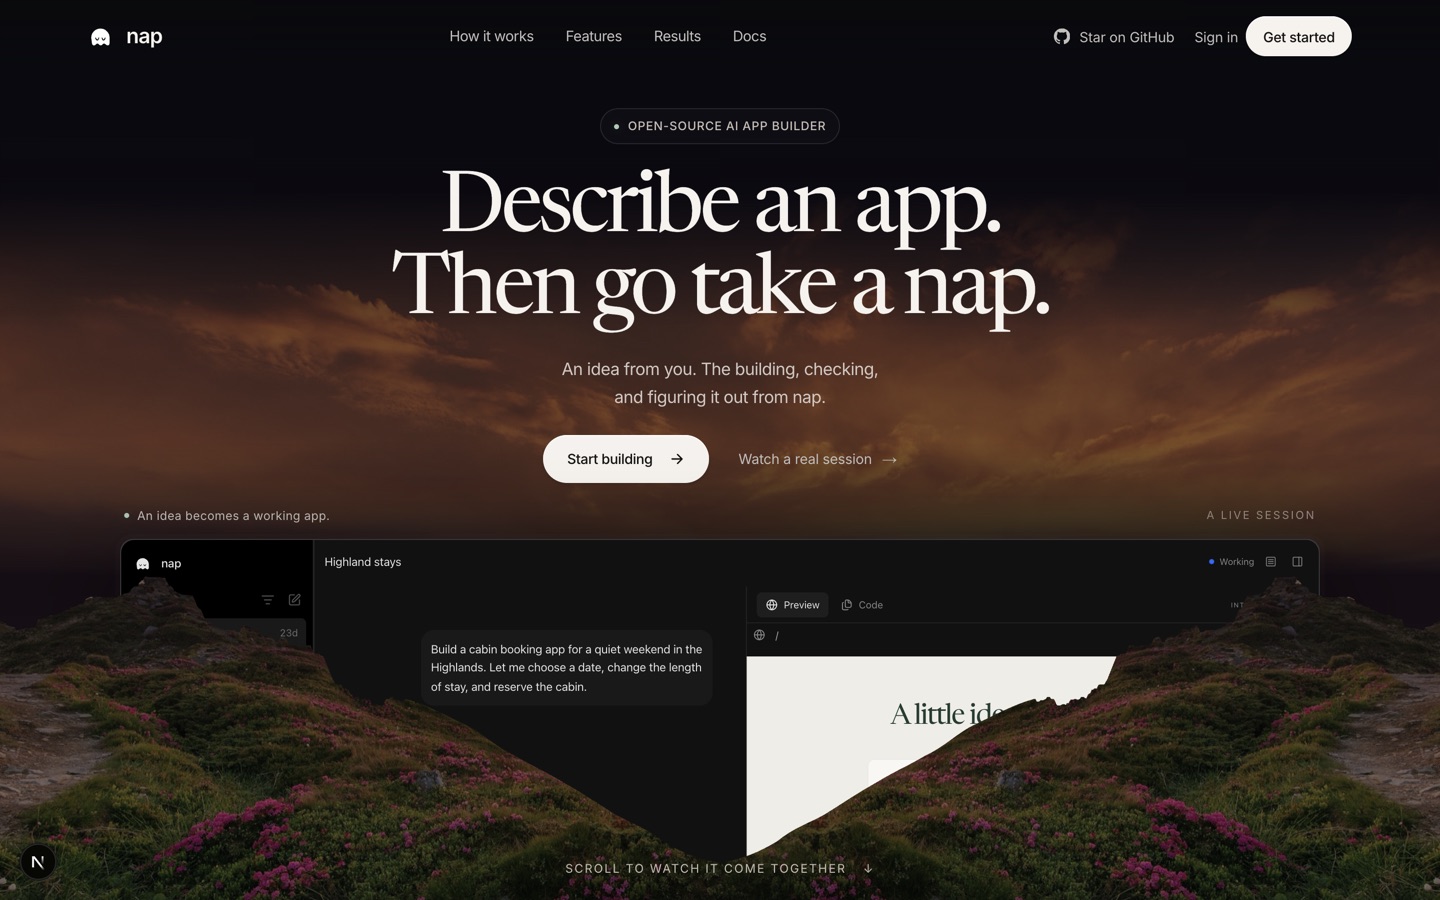 nap
How it works
Features
Results
Docs
Star on GitHub
Sign in
Get started
OPEN-SOURCE AI APP BUILDER
Describe an app.
Then go take a nap.
An idea from you. The building, checking,
and figuring it out from nap.
Start building →
Watch a real session →
An idea becomes a working app.
A LIVE SESSION
nap
Highland stays
Working
23d
Preview
Code
INT
/
Build a cabin booking app for a quiet weekend in the
Highlands. Let me choose a date, change the length
of stay, and reserve the cabin.
A little
N
SCROLL TO WATCH IT COME TOGETHER ↓